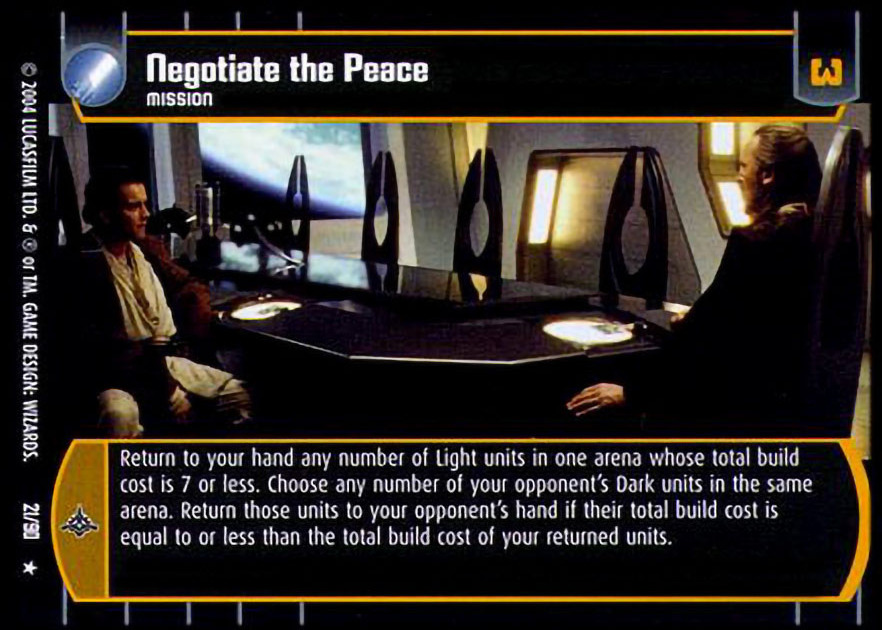 Negotiate the Peace
MISSION
3
Return to your hand any number of Light units in one arena whose total build
cost is 7 or less. Choose any number of your opponent's Dark units in the same
arena. Return those units to your opponent's hand if their total build cost is
equal to or less than the total build cost of your returned units.
© 2004 LUCASFILM LTD. & ® or TM. GAME DESIGN: WIZARDS. 21/90 ★